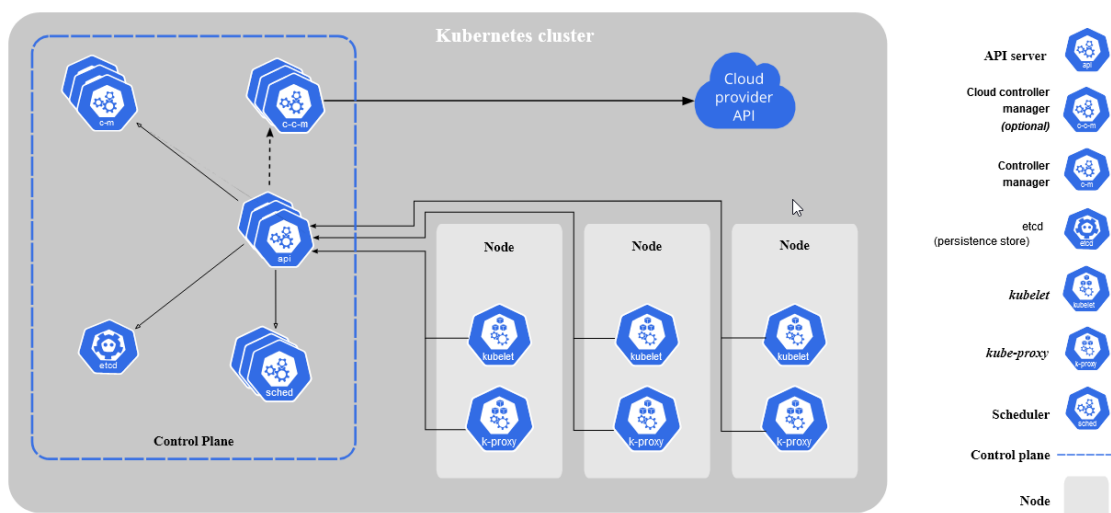 Kubernetes cluster
c-m
c-c-m
Cloud
provider
API
api
etcd
sched
Control Plane
Node
kubelet
k-proxy
Node
kubelet
k-proxy
Node
kubelet
k-proxy
API server
api
Cloud controller
manager
(optional)
c-c-m
Controller
manager
c-m
etcd
(persistence store)
etcd
kubelet
kubelet
kube-proxy
k-proxy
Scheduler
sched
Control plane
Node